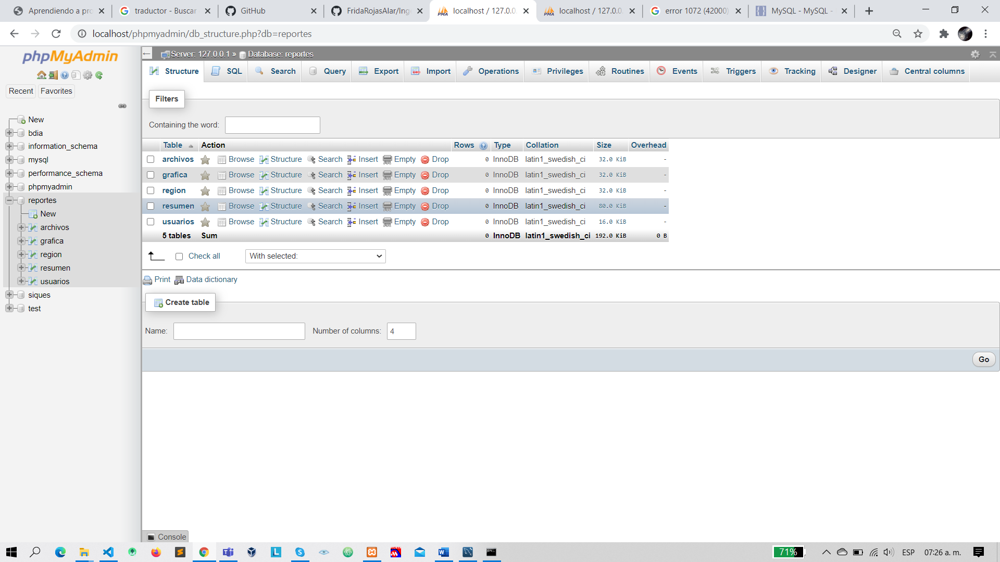 Aprendiendo a pro
traductor - Buscar
GitHub
FridaRojasAlar/Inge
localhost / 127.0.0.
localhost / 127.0.0.
error 1072 (42000)
MySQL - MySQL -
localhost/phpmyadmin/db_structure.php?db=reportes
phpMyAdmin
Recent
Favorites
New
bdia
information_schema
mysql
performance_schema
phpmyadmin
reportes
New
archivos
grafica
region
resumen
usuarios
siques
test
Server: 127.0.0.1 » Database: reportes
Structure SQL Search Query Export Import Operations Privileges Routines Events Triggers Tracking Designer Central columns
Filters
Containing the word:
Table Action Rows Type Collation Size Overhead
archivos Browse Structure Search Insert Empty Drop 0 InnoDB latin1_swedish_ci 32.0 KiB -
grafica Browse Structure Search Insert Empty Drop 0 InnoDB latin1_swedish_ci 32.0 KiB -
region Browse Structure Search Insert Empty Drop 0 InnoDB latin1_swedish_ci 32.0 KiB -
resumen Browse Structure Search Insert Empty Drop 0 InnoDB latin1_swedish_ci 80.0 KiB -
usuarios Browse Structure Search Insert Empty Drop 0 InnoDB latin1_swedish_ci 16.0 KiB -
5 tables Sum 0 InnoDB latin1_swedish_ci 192.0 KiB 0 B
Check all
With selected:
Print Data dictionary
Create table
Name:
Number of columns: 4
Go
Console
71%
ESP
07:26 a. m.